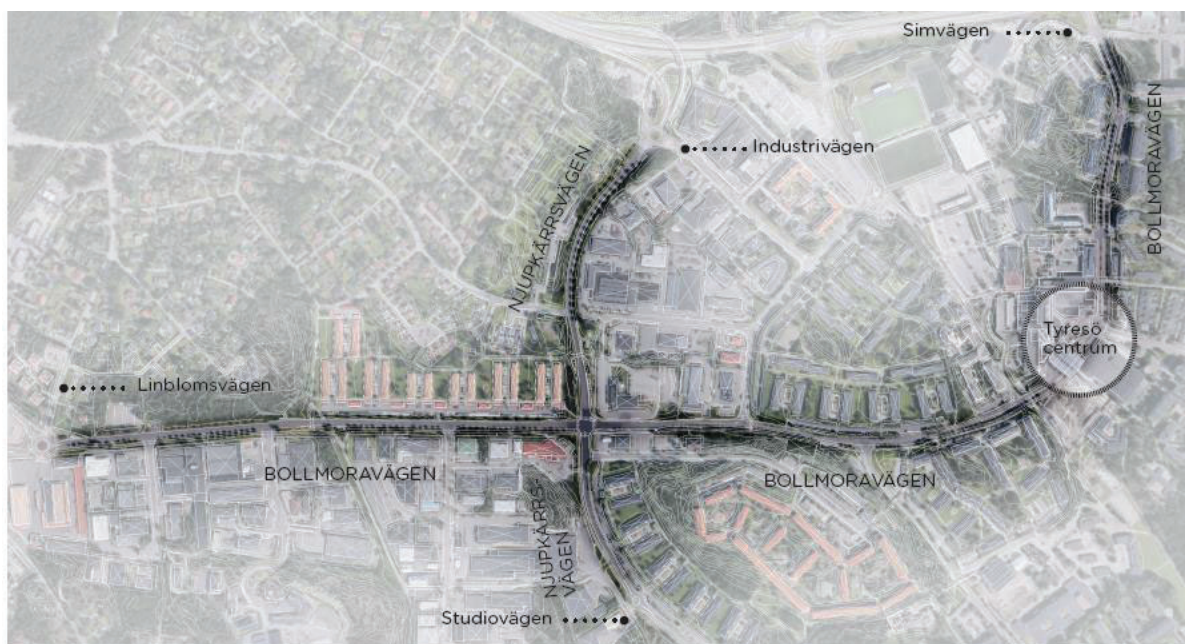 Simvägen
BOLLMORAVÄGEN
Industrivägen
NJUPKÄRRSVÄGEN
Tyresö
centrum
Linblomsvägen
BOLLMORAVÄGEN
BOLLMORAVÄGEN
NJUPKÄRRS-
VÄGEN
Studiovägen